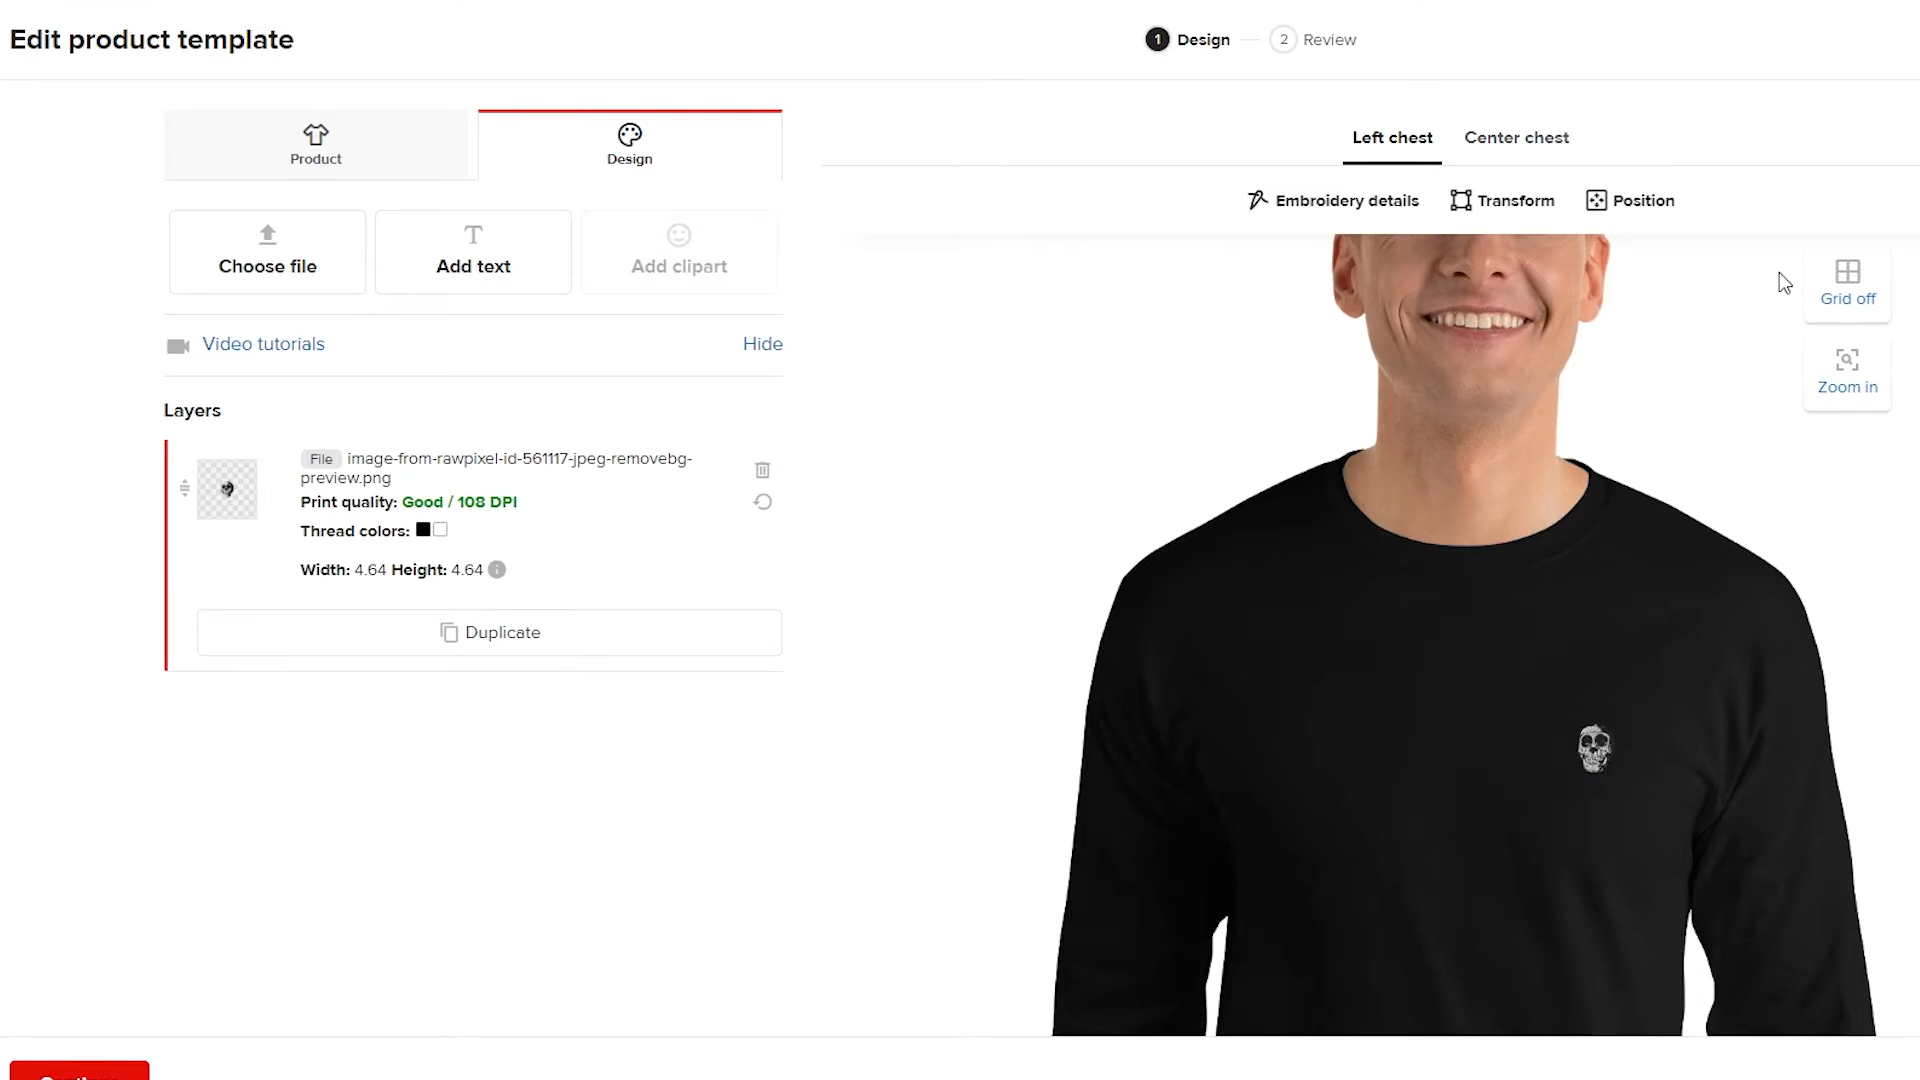 Edit product template
1 Design
2 Review
Product
Design
Left chest
Center chest
Embroidery details
Transform
Position
Choose file
Add text
Add clipart
Grid off
Zoom in
Video tutorials
Hide
Layers
File image-from-rawpixel-id-561117-jpeg-removebg-
preview.png
Print quality: Good / 108 DPI
Thread colors:
Width: 4.64 Height: 4.64
Duplicate